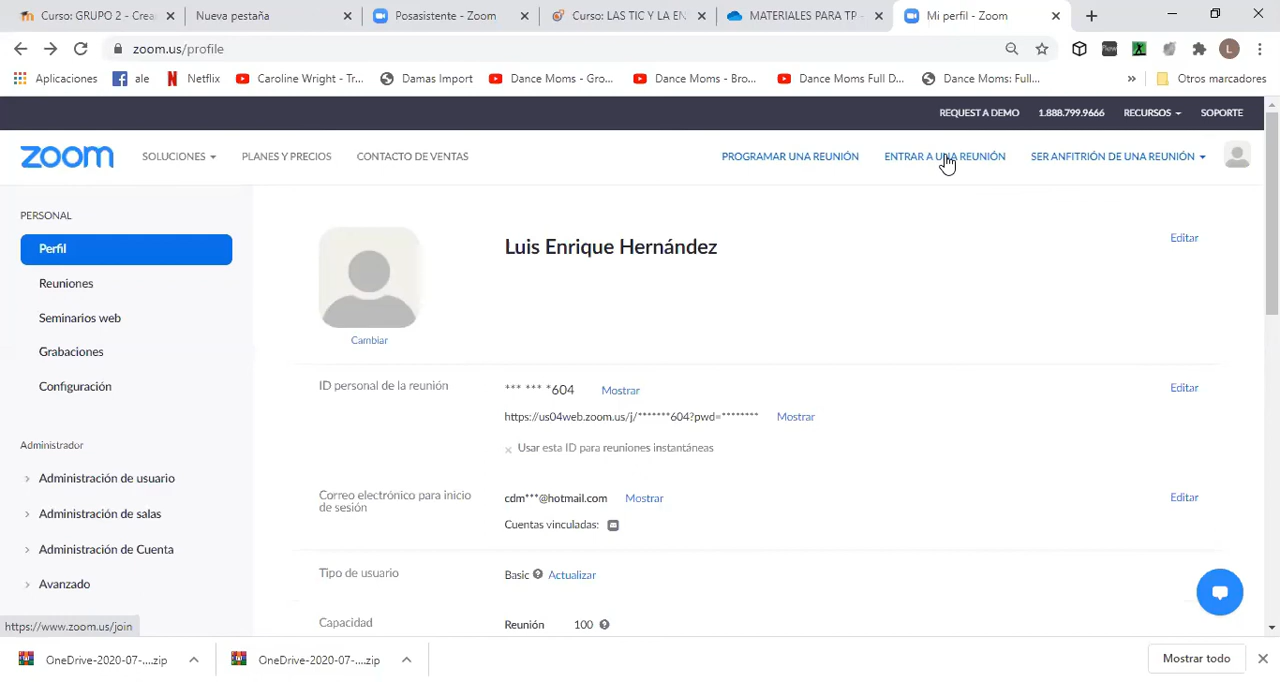 Curso: GRUPO 2 - Crea
Nueva pestaña
Posasistente - Zoom
Curso: LAS TIC Y LA EN
MATERIALES PARA TP -
Mi perfil - Zoom
zoom.us/profile
L
Aplicaciones
ale
Netflix
Caroline Wright - Tr...
Damas Import
Dance Moms - Gro...
Dance Moms - Bro...
Dance Moms Full D...
Dance Moms: Full...
»
Otros marcadores
REQUEST A DEMO
1.888.799.9666
RECURSOS
SOPORTE
zoom
SOLUCIONES
PLANES Y PRECIOS
CONTACTO DE VENTAS
PROGRAMAR UNA REUNIÓN
ENTRAR A UNA REUNIÓN
SER ANFITRIÓN DE UNA REUNIÓN
PERSONAL
Perfil
Reuniones
Seminarios web
Grabaciones
Configuración
Administrador
Administración de usuario
Administración de salas
Administración de Cuenta
Avanzado
Luis Enrique Hernández
Editar
Cambiar
ID personal de la reunión
*** *** *604 Mostrar
Editar
https://us04web.zoom.us/j/*******604?pwd=******** Mostrar
Usar esta ID para reuniones instantáneas
Correo electrónico para inicio
de sesión
cdm***@hotmail.com Mostrar
Editar
Cuentas vinculadas:
Tipo de usuario
Basic Actualizar
Capacidad
Reunión 100
https://www.zoom.us/join
OneDrive-2020-07-....zip
OneDrive-2020-07-....zip
Mostrar todo